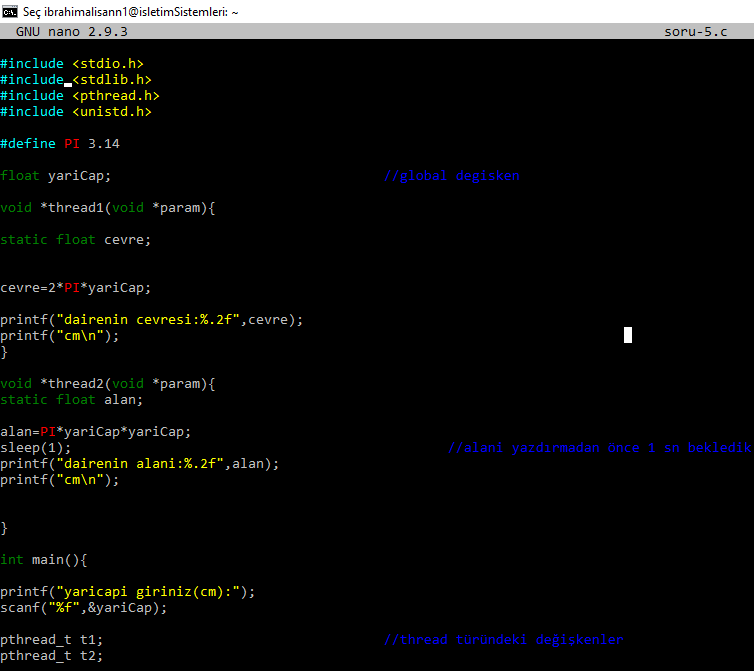 Seç ibrahimalisann1@isletimSistemleri: ~
GNU nano 2.9.3 soru-5.c
#include <stdio.h>
#include <stdlib.h>
#include <pthread.h>
#include <unistd.h>
#define PI 3.14
float yariCap; //global degisken
void *thread1(void *param){
static float cevre;
cevre=2*PI*yariCap;
printf("dairenin cevresi:%.2f",cevre);
printf("cm\n");
}
void *thread2(void *param){
static float alan;
alan=PI*yariCap*yariCap;
sleep(1); //alani yazdırmadan önce 1 sn bekledik
printf("dairenin alani:%.2f",alan);
printf("cm\n");
}
int main(){
printf("yaricapi giriniz(cm):");
scanf("%f",&yariCap);
pthread_t t1; //thread türündeki değişkenler
pthread_t t2;